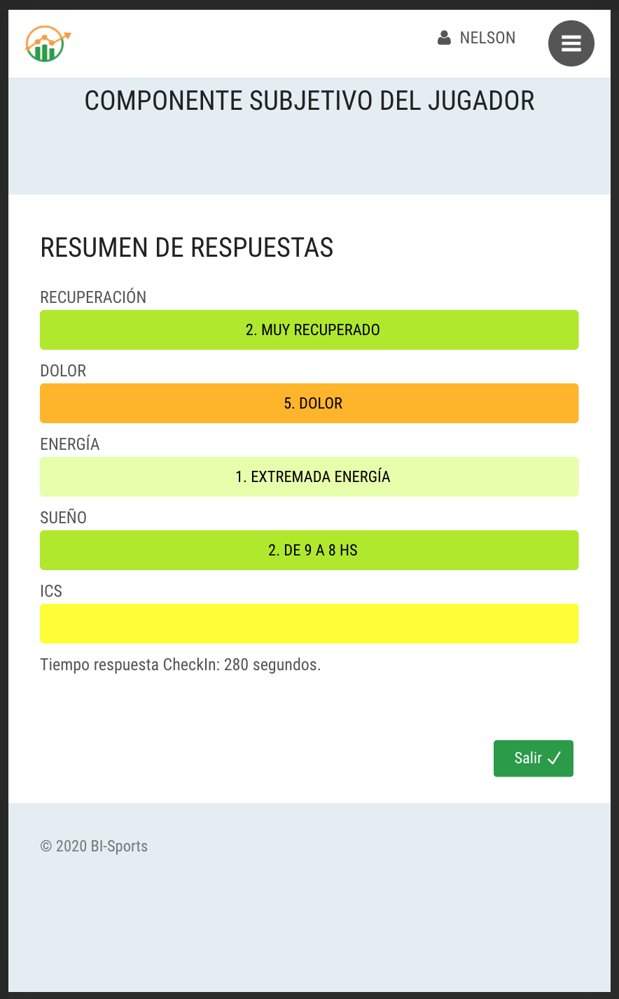 NELSON
COMPONENTE SUBJETIVO DEL JUGADOR
RESUMEN DE RESPUESTAS
RECUPERACIÓN
2. MUY RECUPERADO
DOLOR
5. DOLOR
ENERGÍA
1. EXTREMADA ENERGÍA
SUEÑO
2. DE 9 A 8 HS
ICS
Tiempo respuesta CheckIn: 280 segundos.
Salir
© 2020 BI-Sports